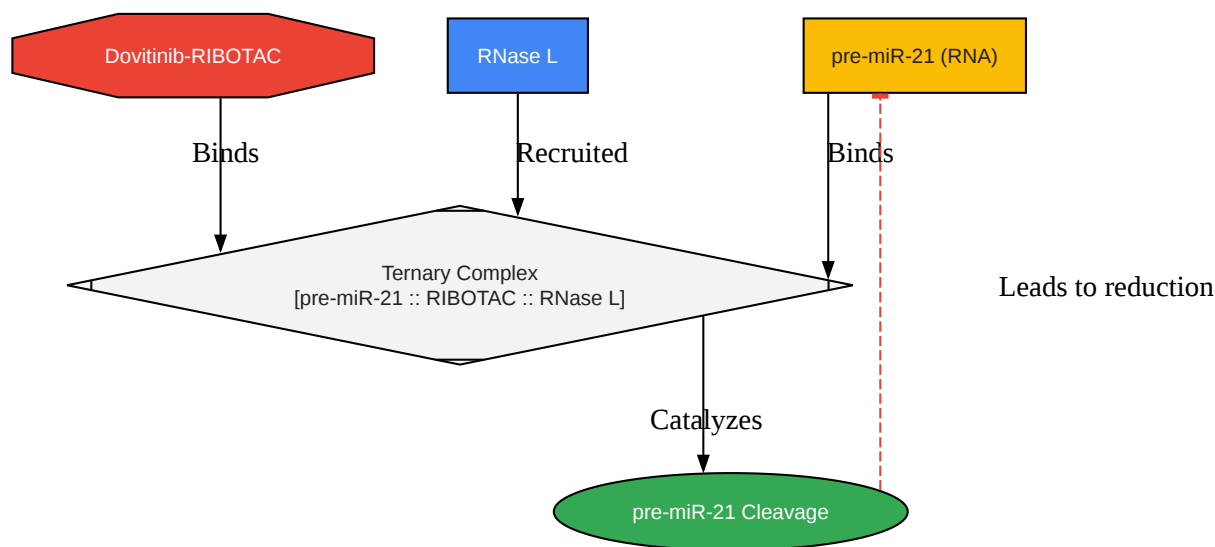 Dovitinib-RIBOTAC
RNase L
pre-miR-21 (RNA)
Binds
Recruited
Binds
Ternary Complex
[pre-miR-21 :: RIBOTAC :: RNase L]
Leads to reduction
Catalyzes
pre-miR-21 Cleavage